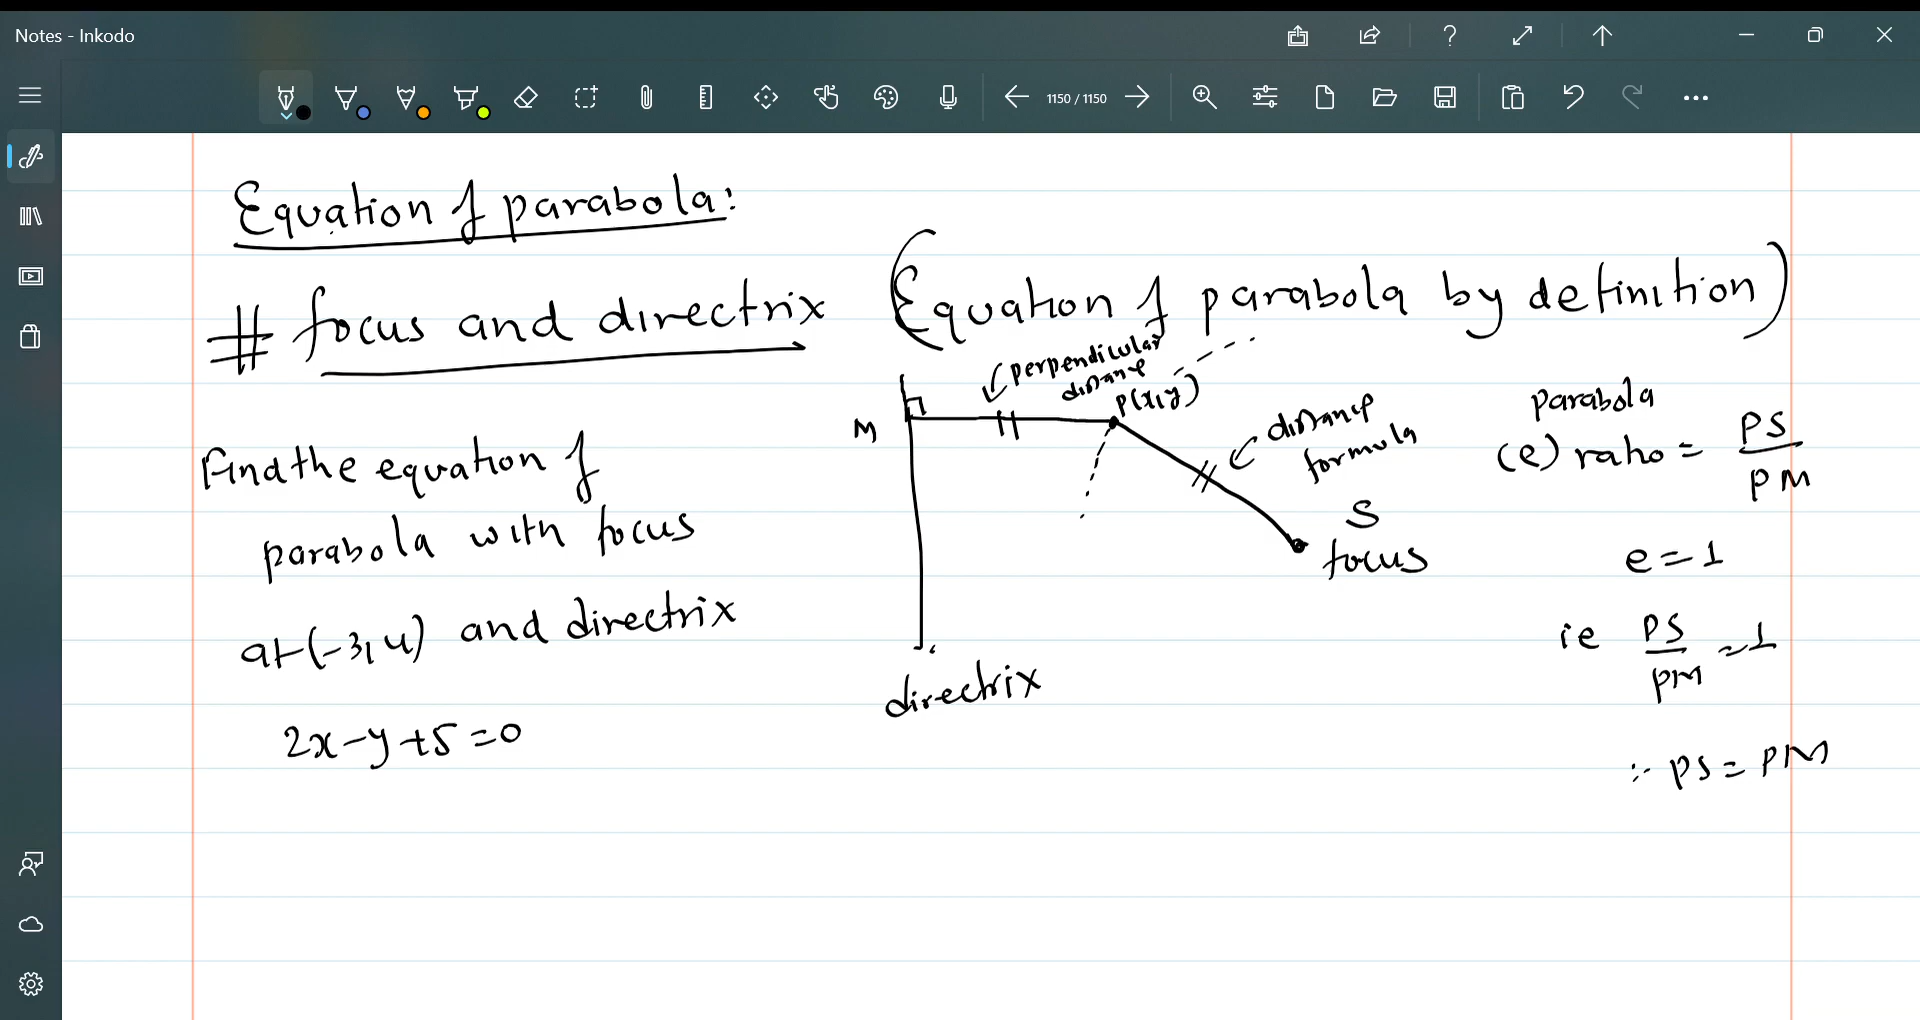 Notes - Inkodo
1150 / 1150
Equation of parabola:
# focus and directrix (Equation of parabola by definition)
Find the equation of
parabola with focus
at (-3, 4) and directrix
2x-y+5=0
perpendicular
distance
P(x,y)
M
distance
formula
S
focus
directrix
parabola
(e) ratio = PS
PM
e=1
ie PS = 1
PM
∴ PS = PM